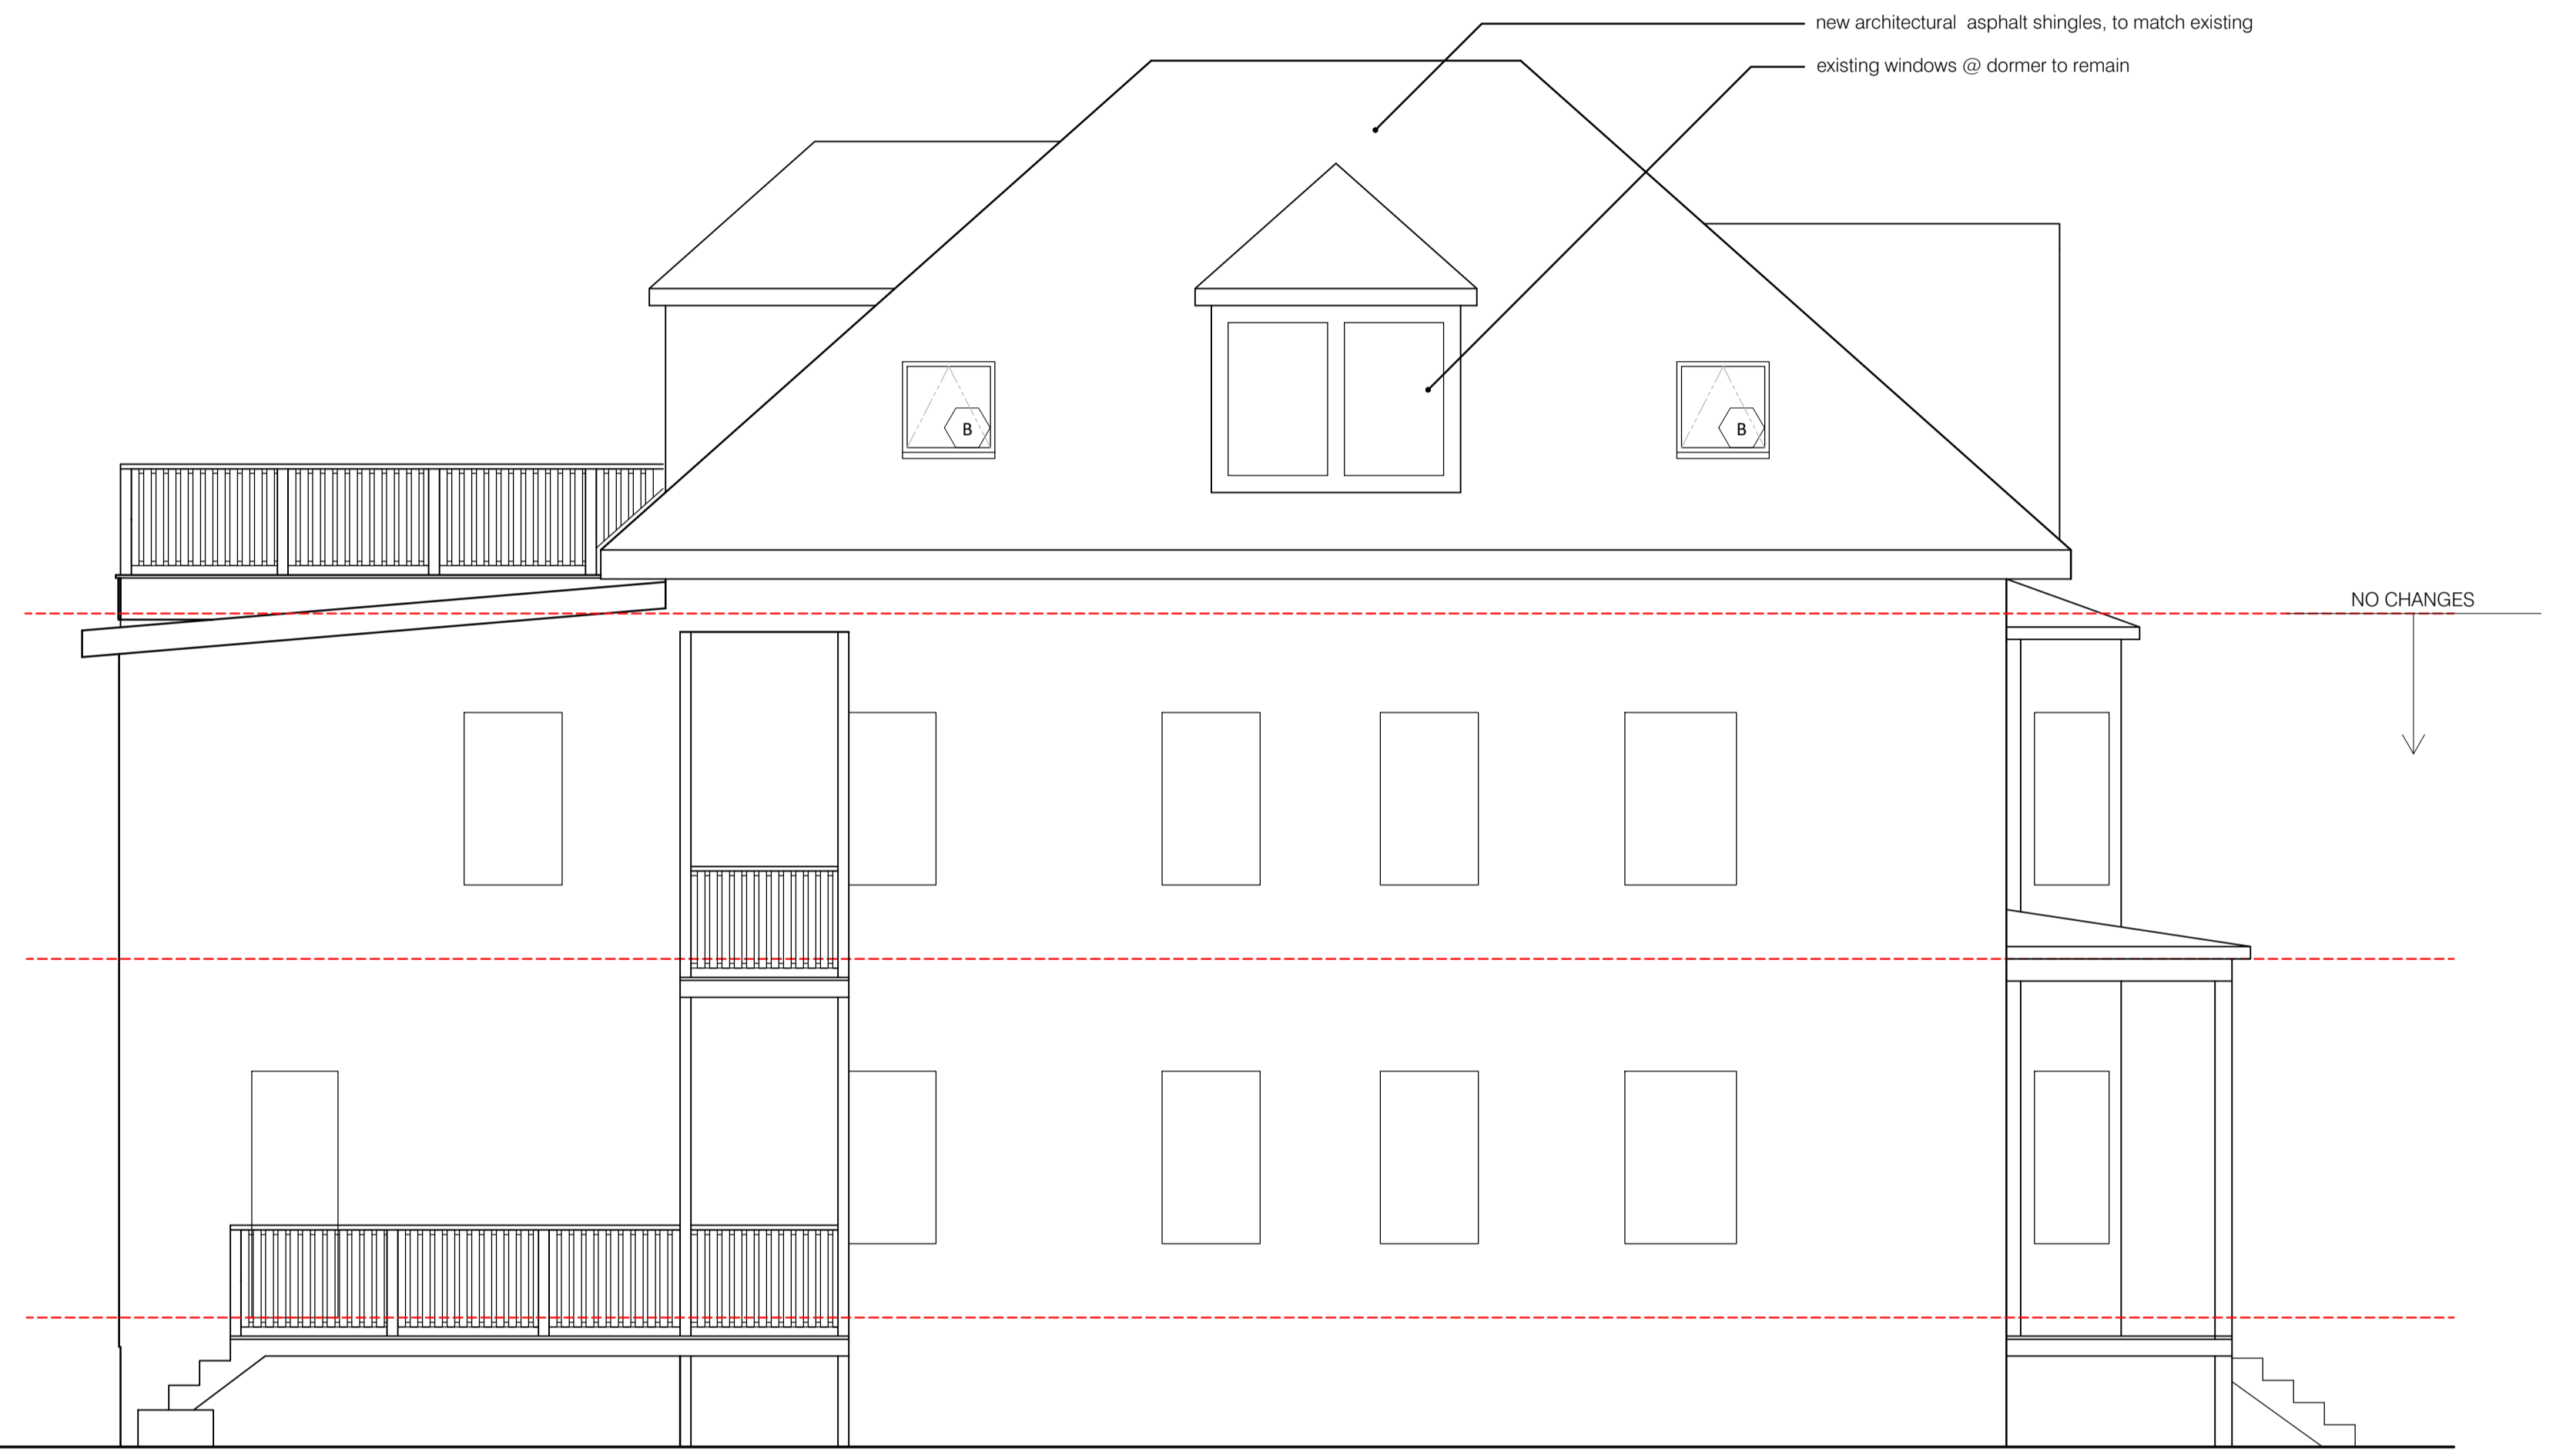 new architectural asphalt shingles, to match existing
existing windows @ dormer to remain
B
B
NO CHANGES